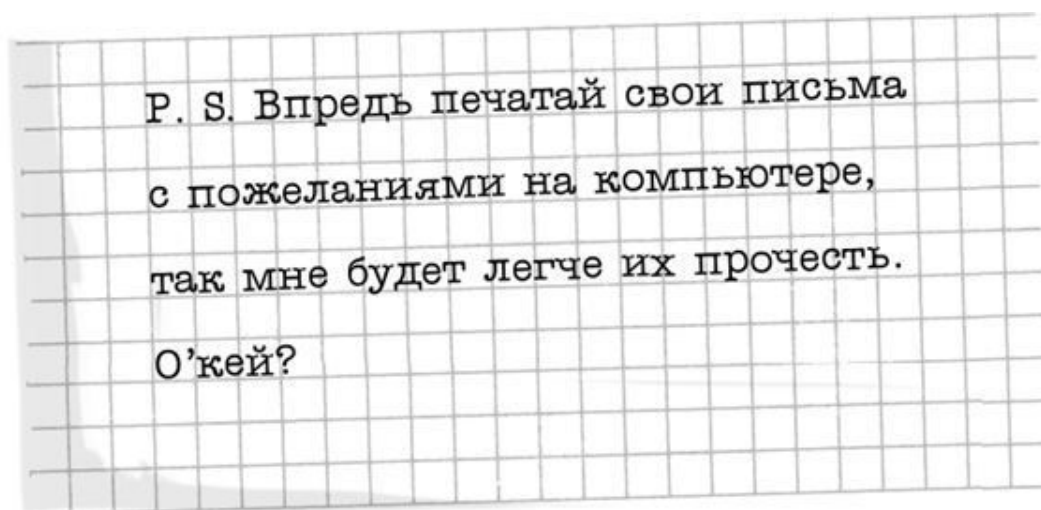 P. S. Впредь печатай свои письма
с пожеланиями на компьютере,
так мне будет легче их прочесть.
О’кей?